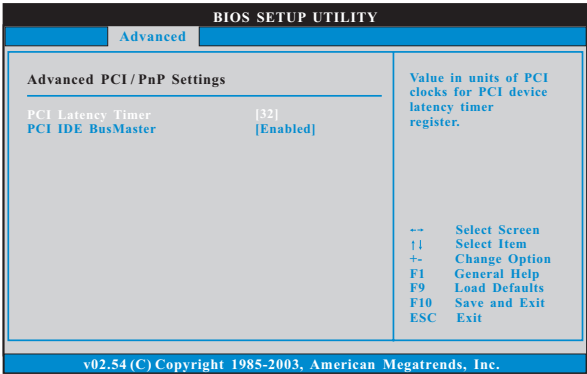 BIOS SETUP UTILITY
Advanced
Advanced PCI / PnP Settings
PCI Latency Timer [32]
PCI IDE BusMaster [Enabled]
Value in units of PCI
clocks for PCI device
latency timer
register.
←→ Select Screen
↑↓ Select Item
+- Change Option
F1 General Help
F9 Load Defaults
F10 Save and Exit
ESC Exit
v02.54 (C) Copyright 1985-2003, American Megatrends, Inc.